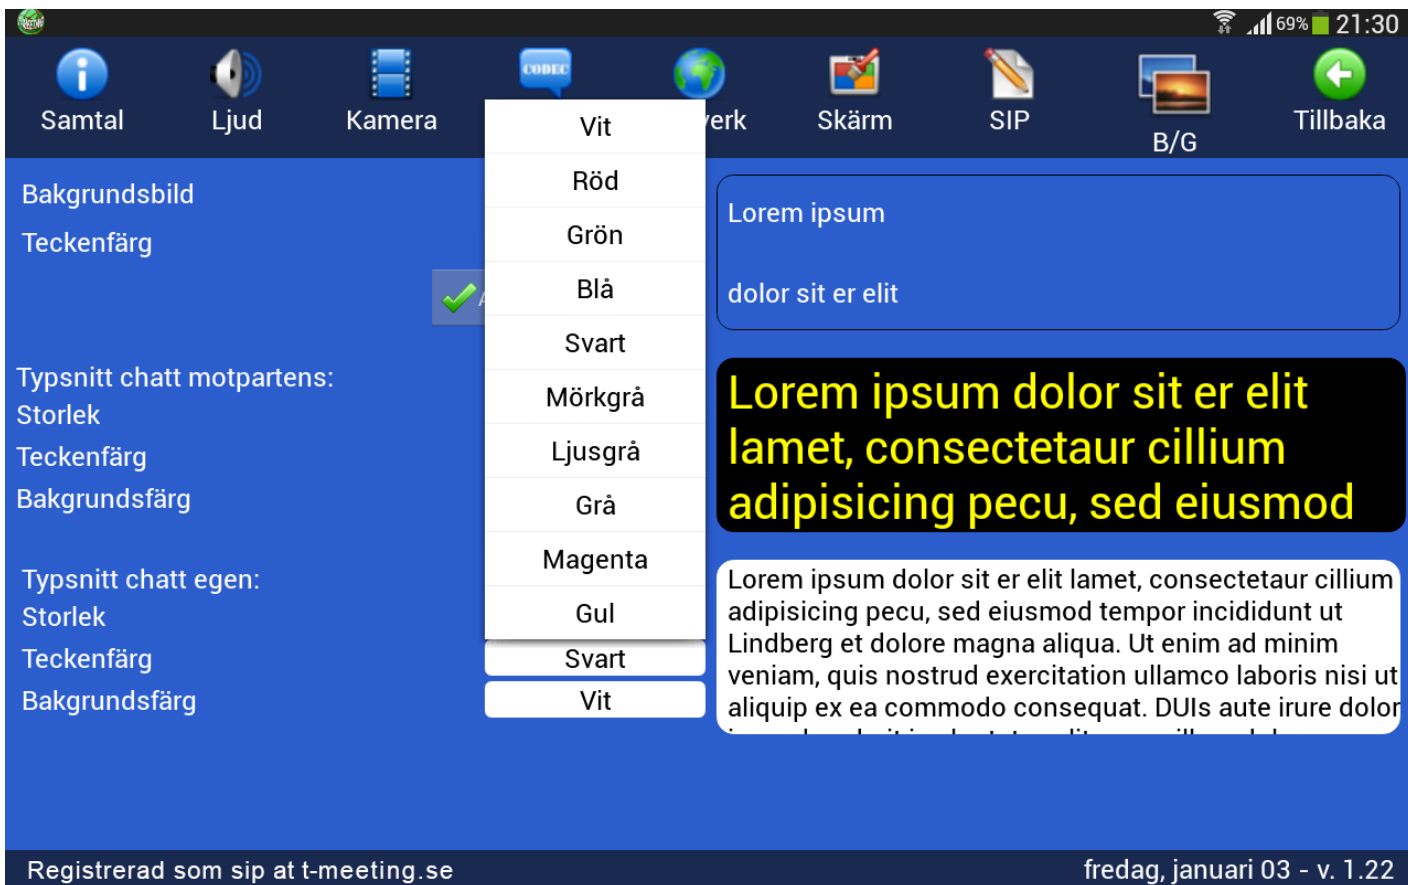 69% 21:30
Samtal
Ljud
Kamera
CODEC
erk
Skärm
SIP
B/G
Tillbaka
Vit
Röd
Grön
Blå
Svart
Mörkgrå
Ljusgrå
Grå
Magenta
Gul
Bakgrundsbild
Teckenfärg
Typsnitt chatt motpartens:
Storlek
Teckenfärg
Bakgrundsfärg
Typsnitt chatt egen:
Storlek
Teckenfärg
Svart
Bakgrundsfärg
Vit
Lorem ipsum
dolor sit er elit
Lorem ipsum dolor sit er elit
lamet, consectetaur cillium
adipisicing pecu, sed eiusmod
Lorem ipsum dolor sit er elit lamet, consectetaur cillium
adipisicing pecu, sed eiusmod tempor incididunt ut
Lindberg et dolore magna aliqua. Ut enim ad minim
veniam, quis nostrud exercitation ullamco laboris nisi ut
aliquip ex ea commodo consequat. DUIs aute irure dolor
Registrerad som sip at t-meeting.se
fredag, januari 03 - v. 1.22